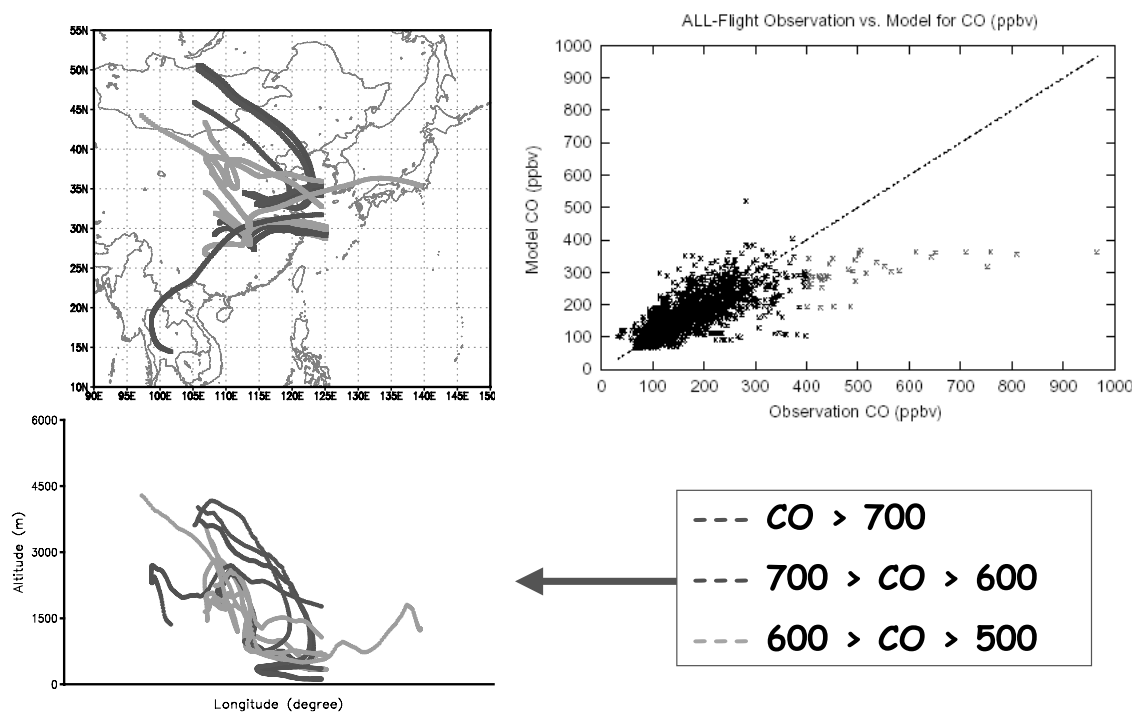 55N
50N
45N
40N
35N
30N
25N
20N
15N
10N
90E 95E 100E 105E 110E 115E 120E 125E 130E 135E 140E 145E 150
ALL-Flight Observation vs. Model for CO (ppbv)
Model CO (ppbv)
1000
900
800
700
600
500
400
300
200
100
0
0 100 200 300 400 500 600 700 800 900 1000
Observation CO (ppbv)
Altitude (m)
6000
4500
3000
1500
0
Longitude (degree)
CO > 700
700 > CO > 600
600 > CO > 500